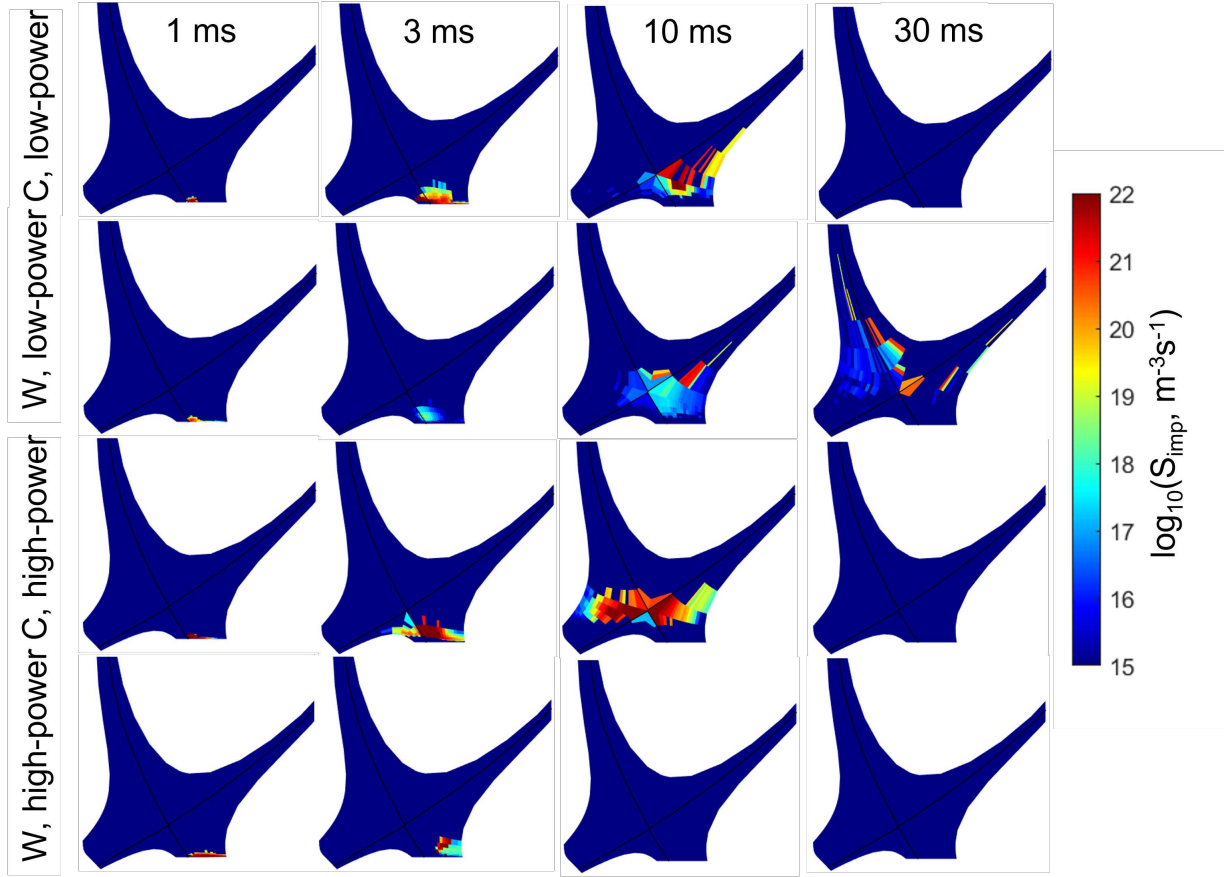 1 ms
3 ms
10 ms
30 ms
C, low-power
W, low-power
C, high-power
W, high-power
22
21
20
19
18
17
16
15
log₁₀(Sᵢₘₚ, m⁻³s⁻¹)